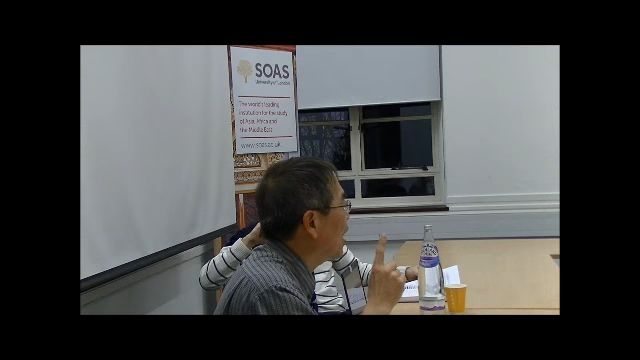 SOAS
University of London
The world's leading
institution for the study
of Asia, Africa and
the Middle East
www.soas.ac.uk